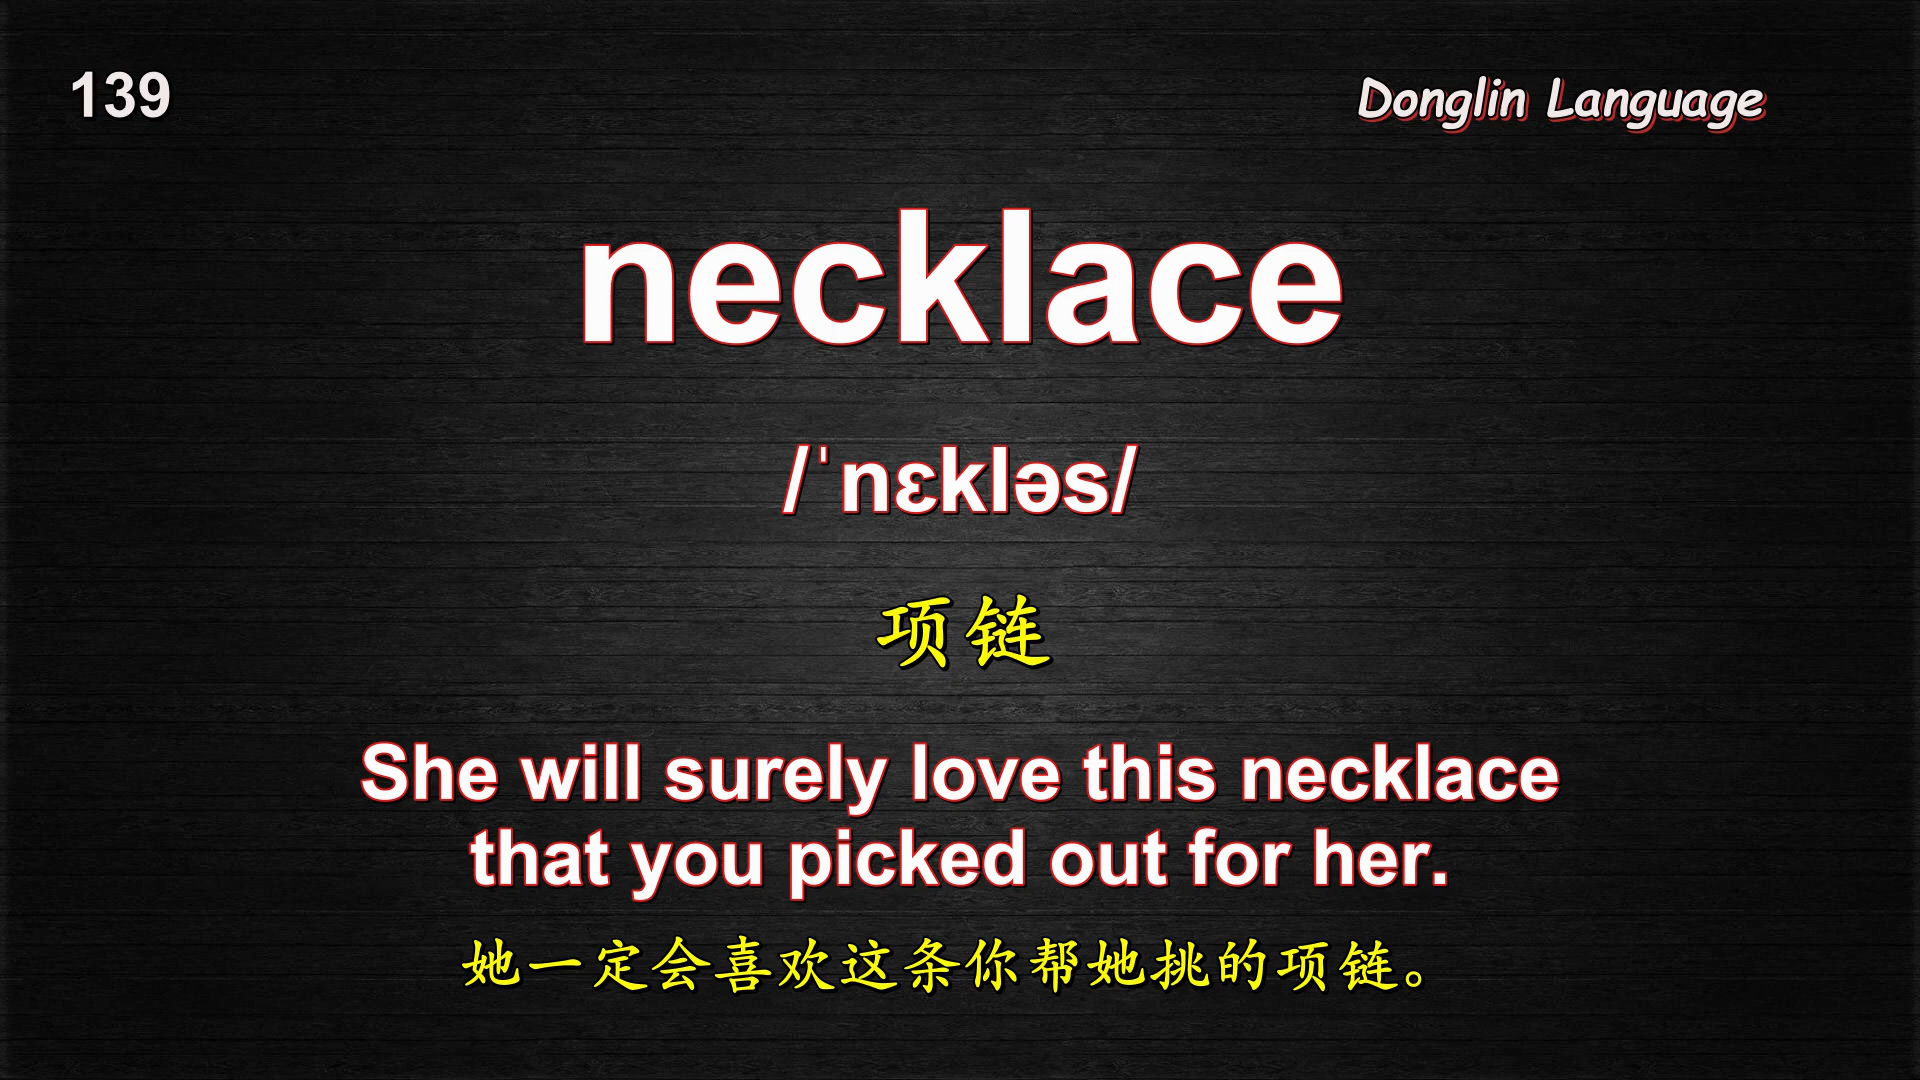 139
Donglin Language
necklace
/ˈnɛkləs/
项链
She will surely love this necklace
that you picked out for her.
她一定会喜欢这条你帮她挑的项链。